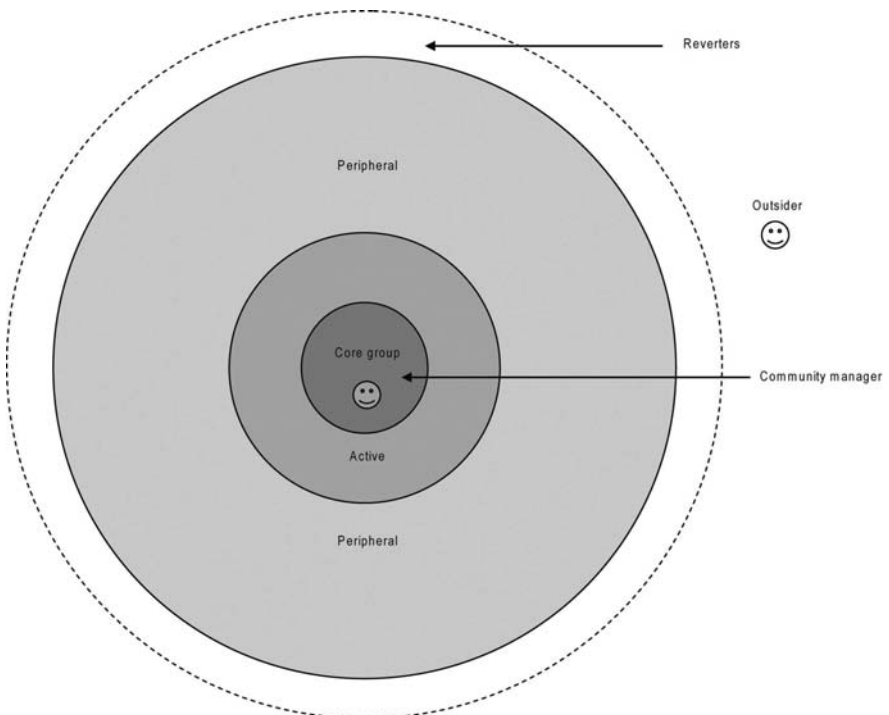 Reverters
Peripheral
Outsider
Core group
Community manager
Active
Peripheral